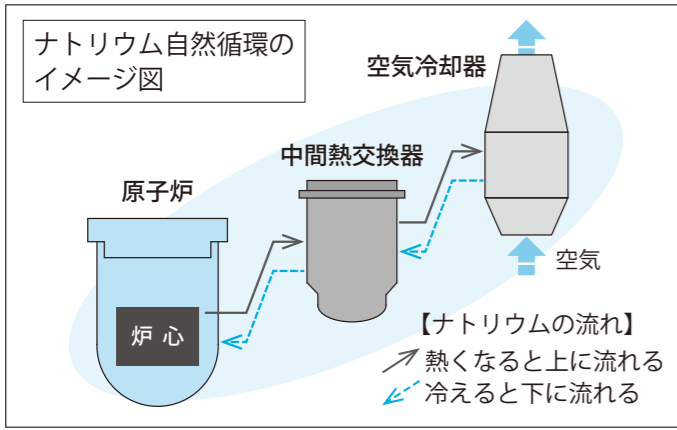 ナトリウム自然循環の
イメージ図
空気冷却器
中間熱交換器
原子炉
炉心
空気
【ナトリウムの流れ】
熱くなると上に流れる
冷えると下に流れる